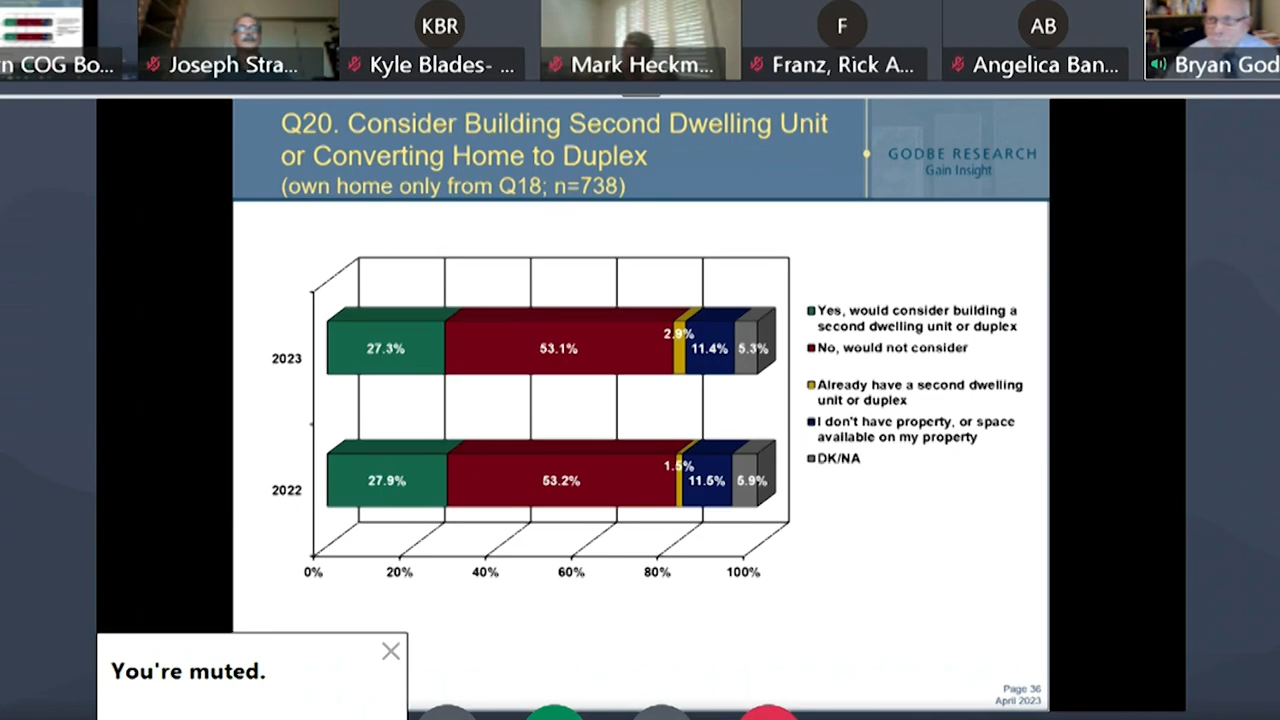 n COG Bo...
Joseph Stra...
KBR
Kyle Blades- ...
Mark Heckm...
F
Franz, Rick A...
AB
Angelica Ban...
Bryan God
Q20. Consider Building Second Dwelling Unit
or Converting Home to Duplex
(own home only from Q18; n=738)
GODBE RESEARCH
Gain Insight
2023
27.3%
53.1%
2.9%
11.4%
5.3%
2022
27.9%
53.2%
1.5%
11.5%
5.9%
0%
20%
40%
60%
80%
100%
Yes, would consider building a
second dwelling unit or duplex
No, would not consider
Already have a second dwelling
unit or duplex
I don't have property, or space
available on my property
DK/NA
You're muted.
Page 36
April 2023